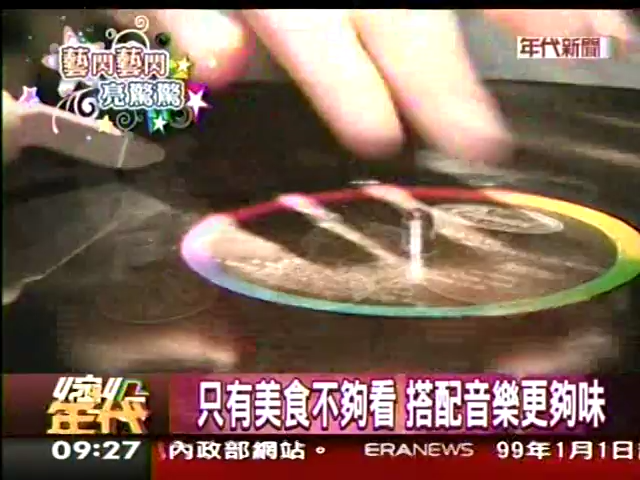 藝閃藝閃
亮驚驚
年代新聞
年代
只有美食不夠看 搭配音樂更夠味
09:27
內政部網站。
ERANEWS
99年1月1日